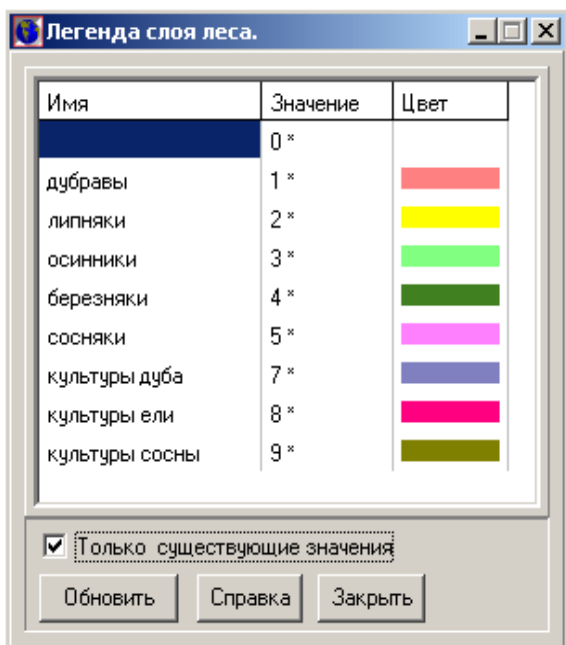 Легенда слоя леса.
Имя Значение Цвет
0 *
дубравы 1 *
липняки 2 *
осинники 3 *
березняки 4 *
сосняки 5 *
культуры дуба 7 *
культуры ели 8 *
культуры сосны 9 *
Только существующие значения
Обновить Справка Закрыть